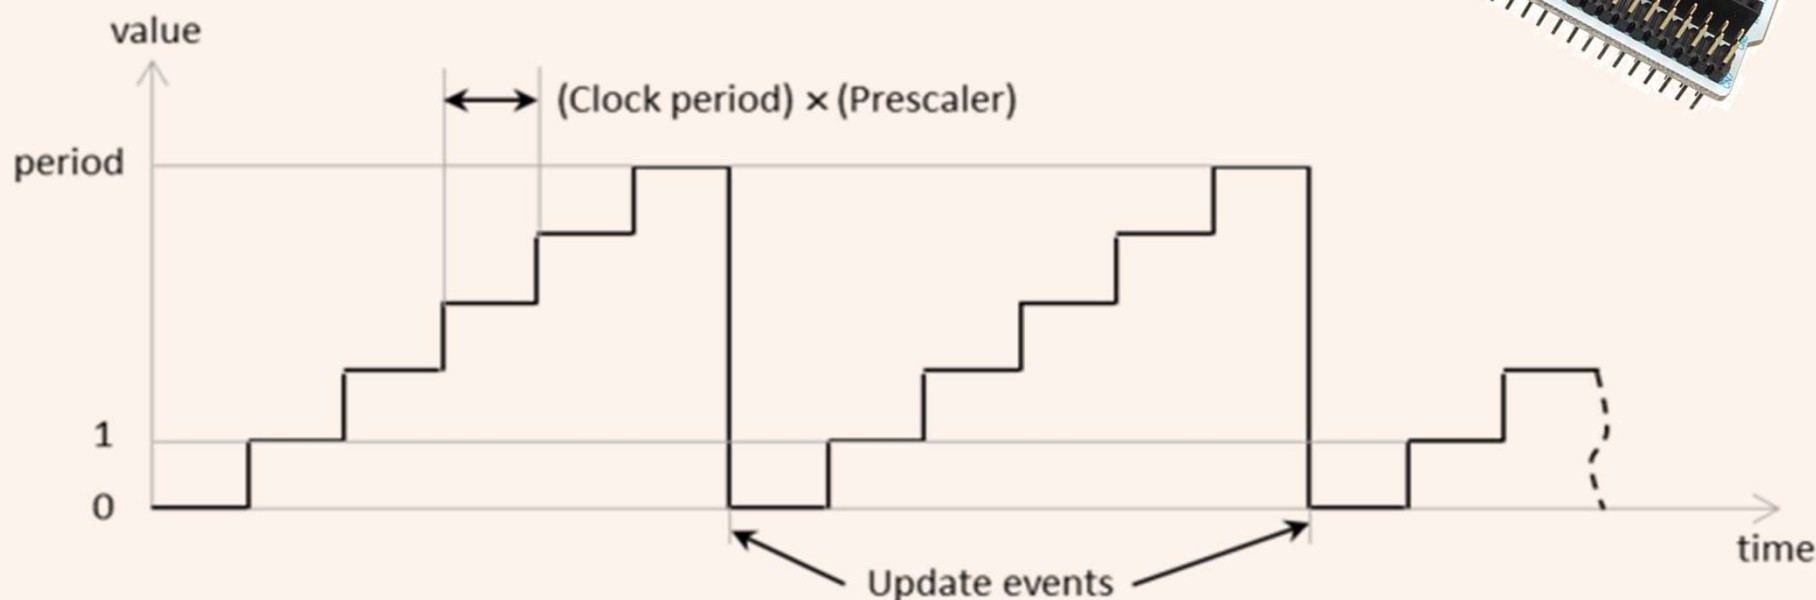 value
(Clock period) × (Prescaler)
period
1
0
time
Update events